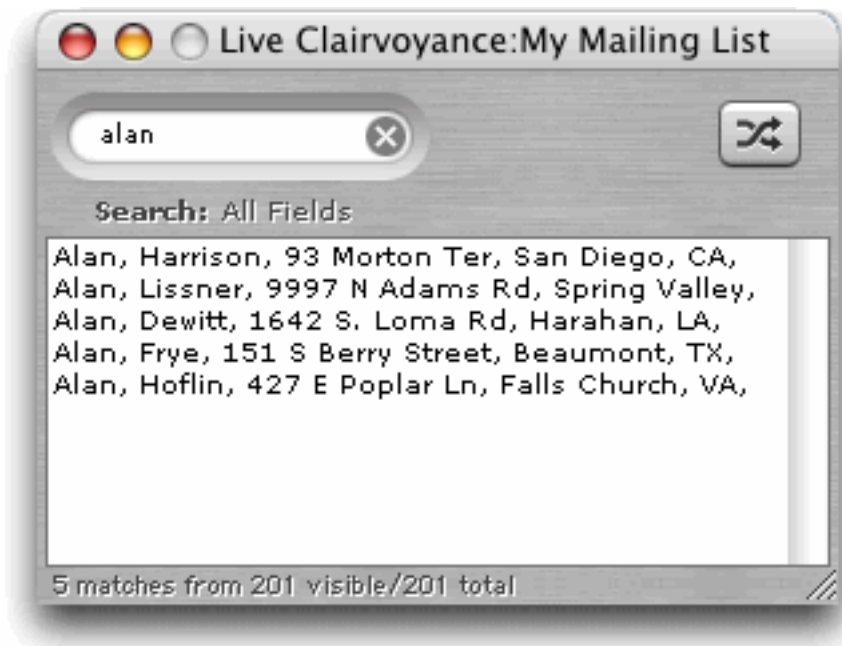 Live Clairvoyance:My Mailing List
alan
Search: All Fields
Alan, Harrison, 93 Morton Ter, San Diego, CA,
Alan, Lissner, 9997 N Adams Rd, Spring Valley,
Alan, Dewitt, 1642 S. Loma Rd, Harahan, LA,
Alan, Frye, 151 S Berry Street, Beaumont, TX,
Alan, Hoflin, 427 E Poplar Ln, Falls Church, VA,
5 matches from 201 visible/201 total